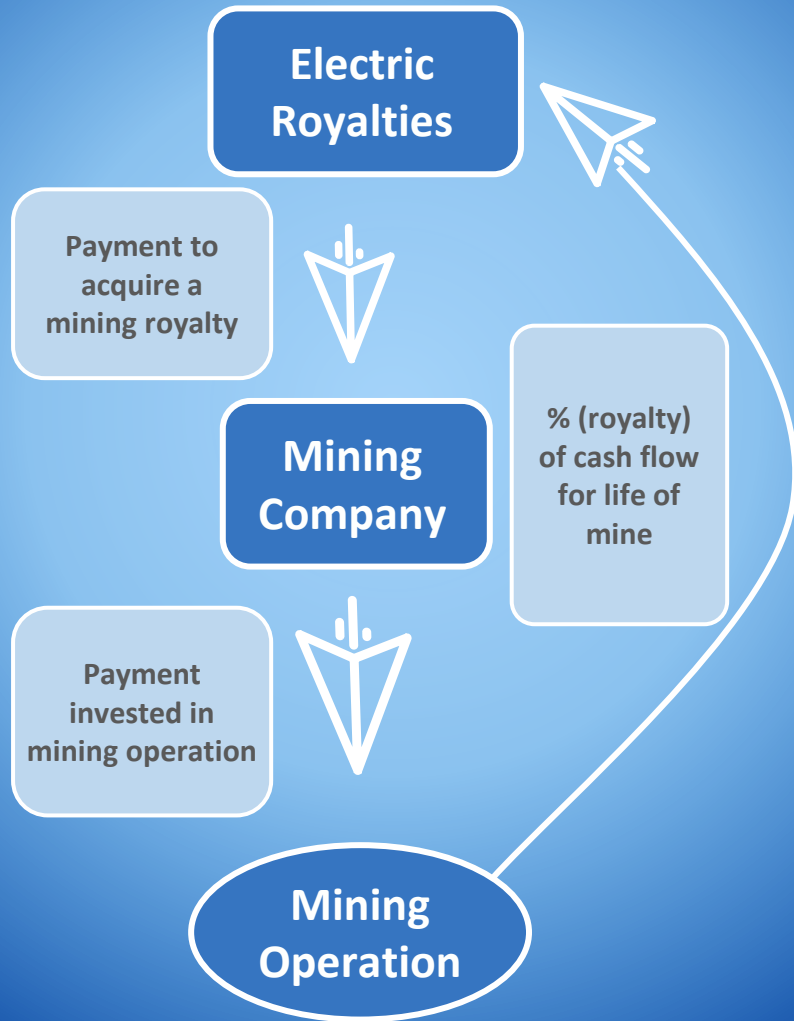 Electric
Royalties
Payment to
acquire a
mining royalty
Mining
Company
% (royalty)
of cash flow
for life of
mine
Payment
invested in
mining operation
Mining
Operation